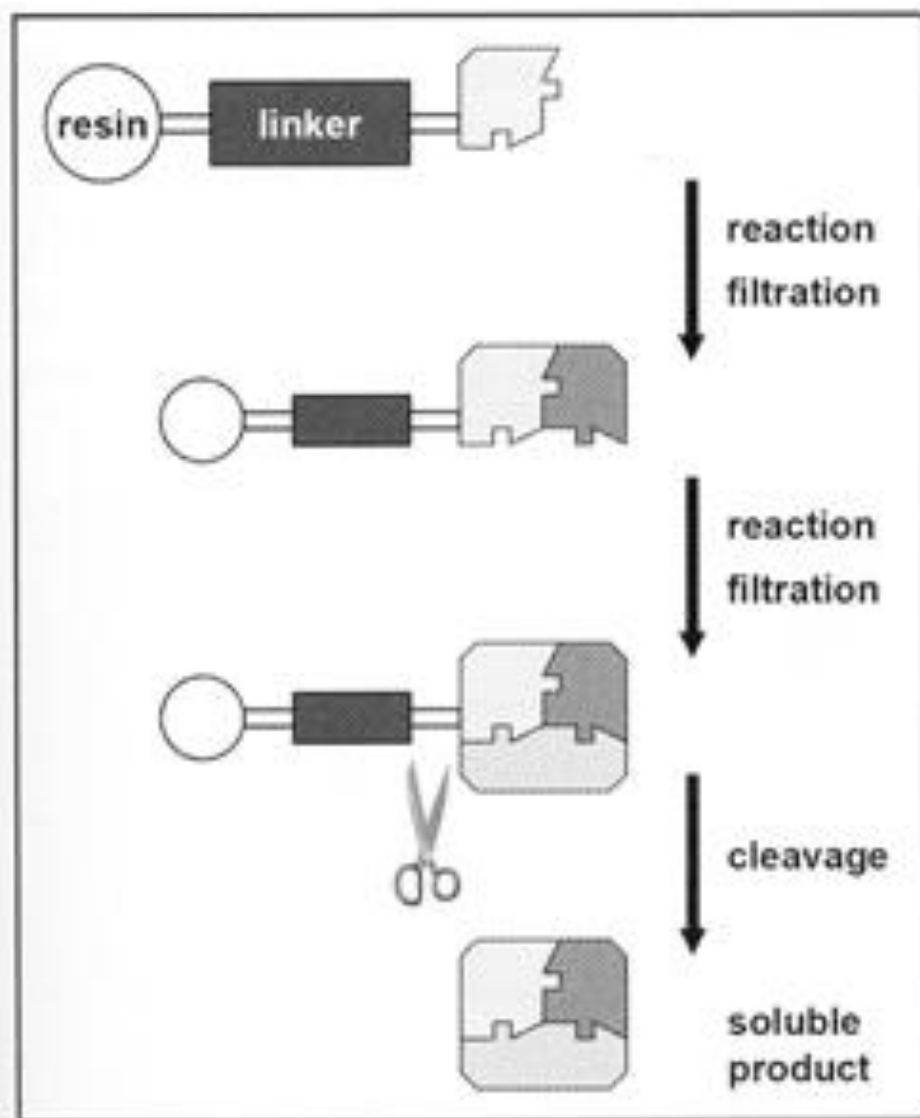 resin
linker
reaction
filtration
reaction
filtration
cleavage
soluble
product